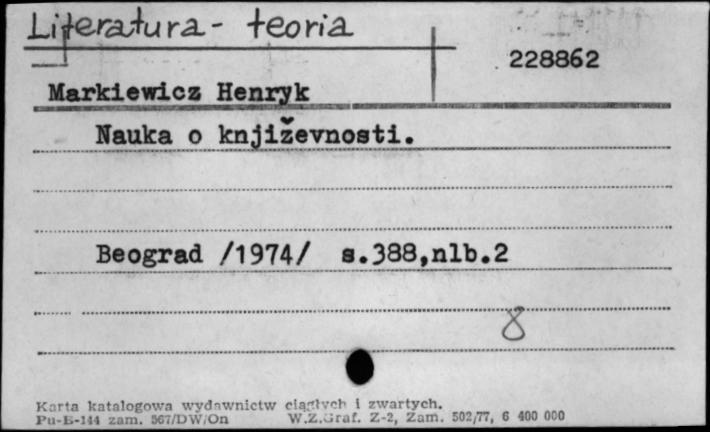 Literatura - teoria
228862
Markiewicz Henryk
Nauka o književnosti.
Beograd /1974/ s.388,nlb.2
8
Karta katalogowa wydawnictw ciągłych i zwartych.
Pu-B-144 zam. 567/DW/On W.Z.Graf. Z-2, Zam. 502/77, 6 400 000